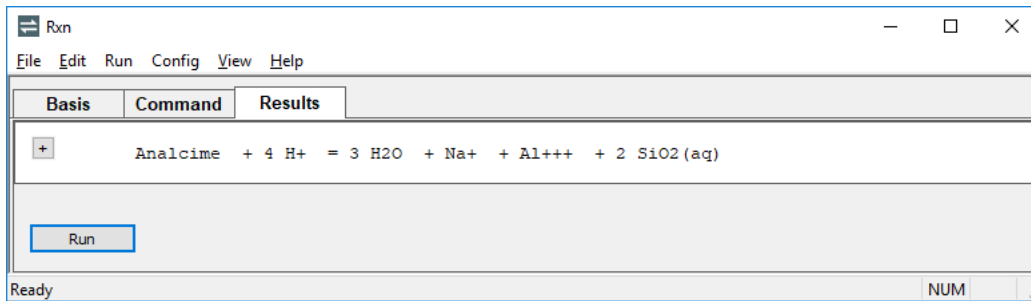 Rxn
File Edit Run Config View Help
Basis Command Results
+ Analcime + 4 H+ = 3 H2O + Na+ + Al+++ + 2 SiO2(aq)
Run
Ready NUM